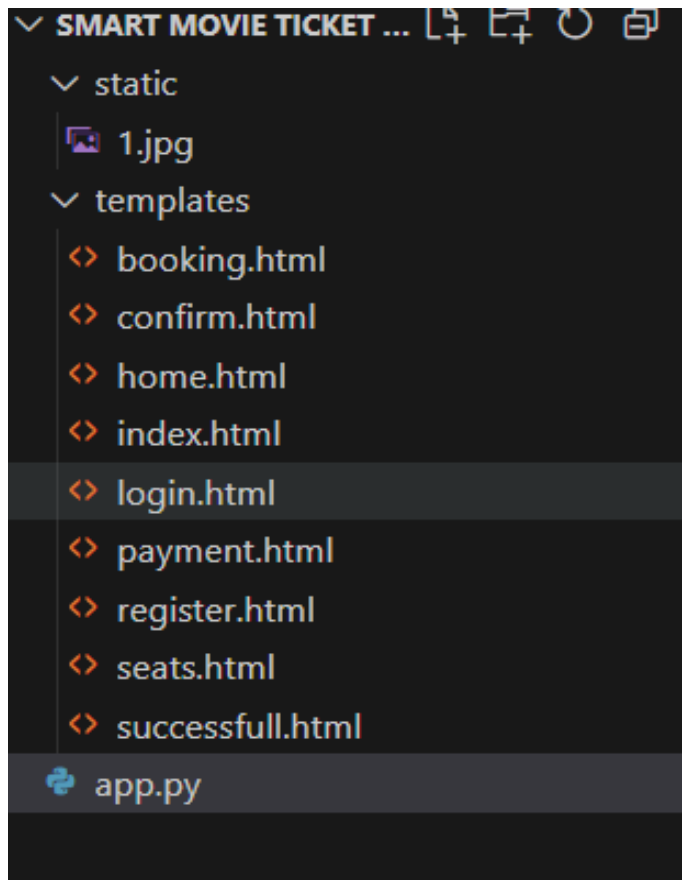 SMART MOVIE TICKET ...
static
1.jpg
templates
booking.html
confirm.html
home.html
index.html
login.html
payment.html
register.html
seats.html
successfull.html
app.py